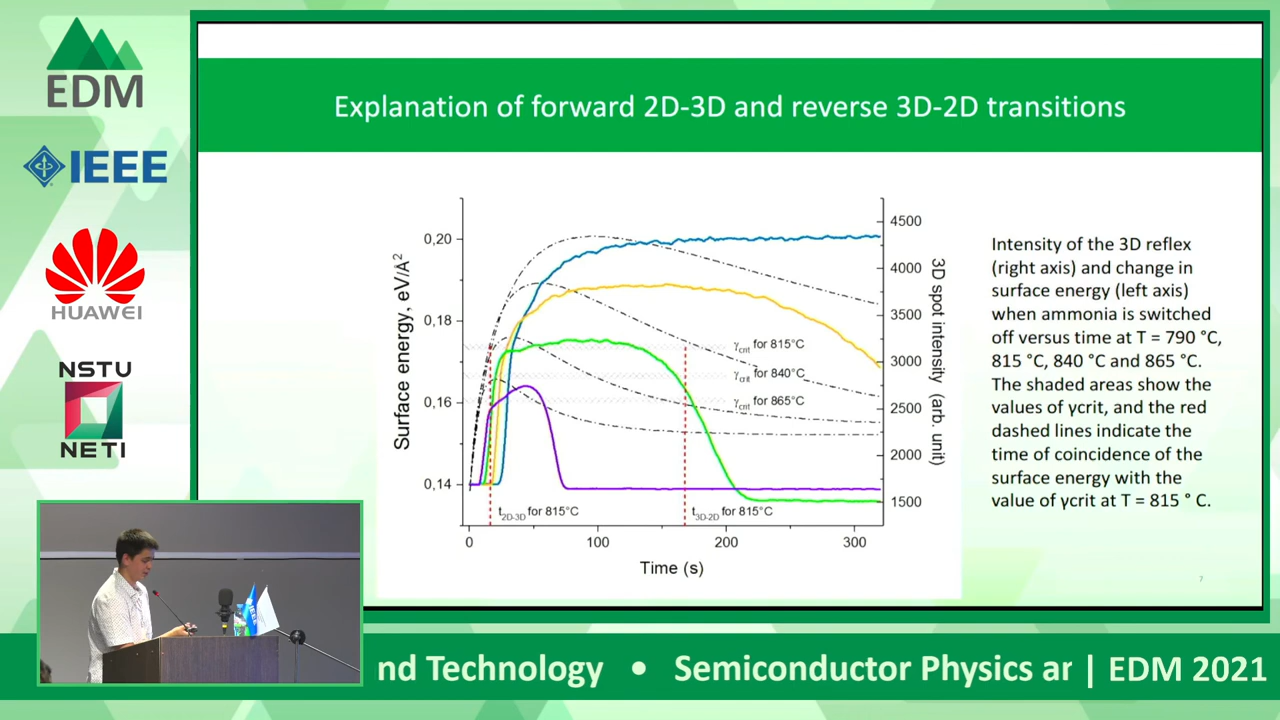 EDM
IEEE
HUAWEI
NSTU
NETI
Explanation of forward 2D-3D and reverse 3D-2D transitions
Surface energy, eV/A²
0,20
0,18
0,16
0,14
4500
4000
3500
3000
2500
2000
1500
3D spot intensity (arb. unit)
γcrit for 815°C
γcrit for 840°C
γcrit for 865°C
t2D-3D for 815°C
t3D-2D for 815°C
0
100
200
300
Time (s)
Intensity of the 3D reflex
(right axis) and change in
surface energy (left axis)
when ammonia is switched
off versus time at T = 790 °C,
815 °C, 840 °C and 865 °C.
The shaded areas show the
values of γcrit, and the red
dashed lines indicate the
time of coincidence of the
surface energy with the
value of γcrit at T = 815 ° C.
7
nd Technology • Semiconductor Physics ar | EDM 2021